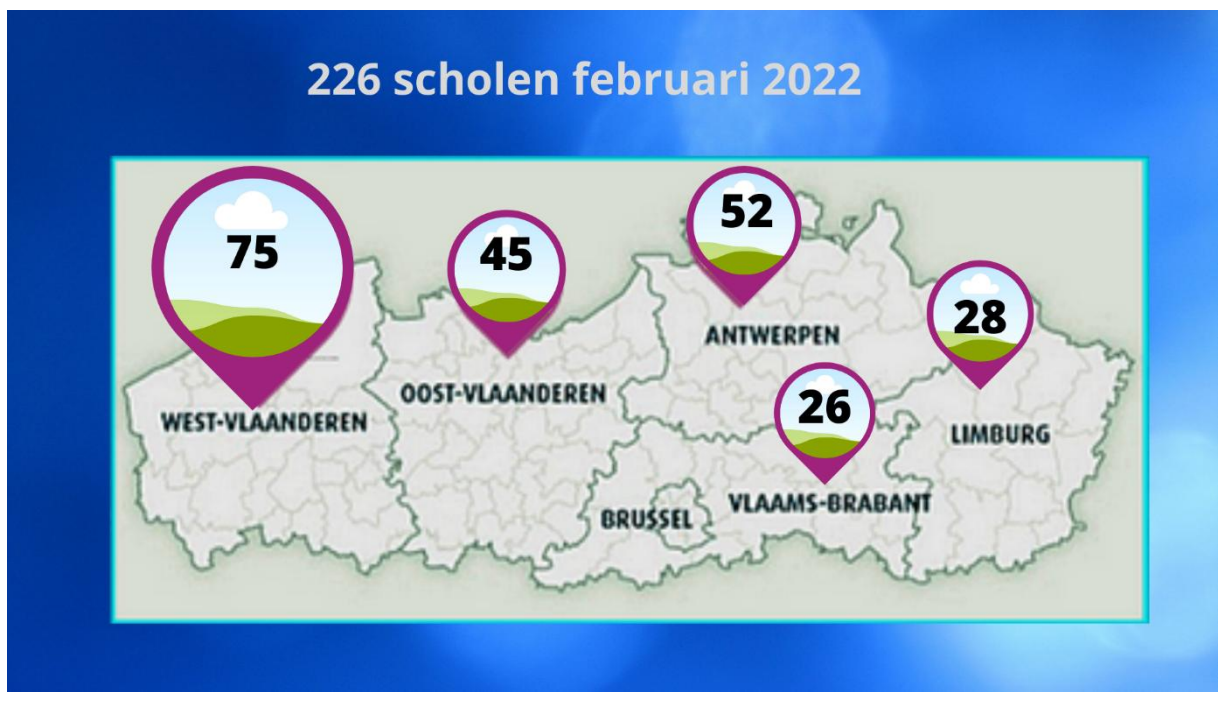 226 scholen februari 2022
75
45
52
28
26
ANTWERPEN
OOST-VLAANDEREN
WEST-VLAANDEREN
LIMBURG
VLAAMS-BRABANT
BRUSSEL